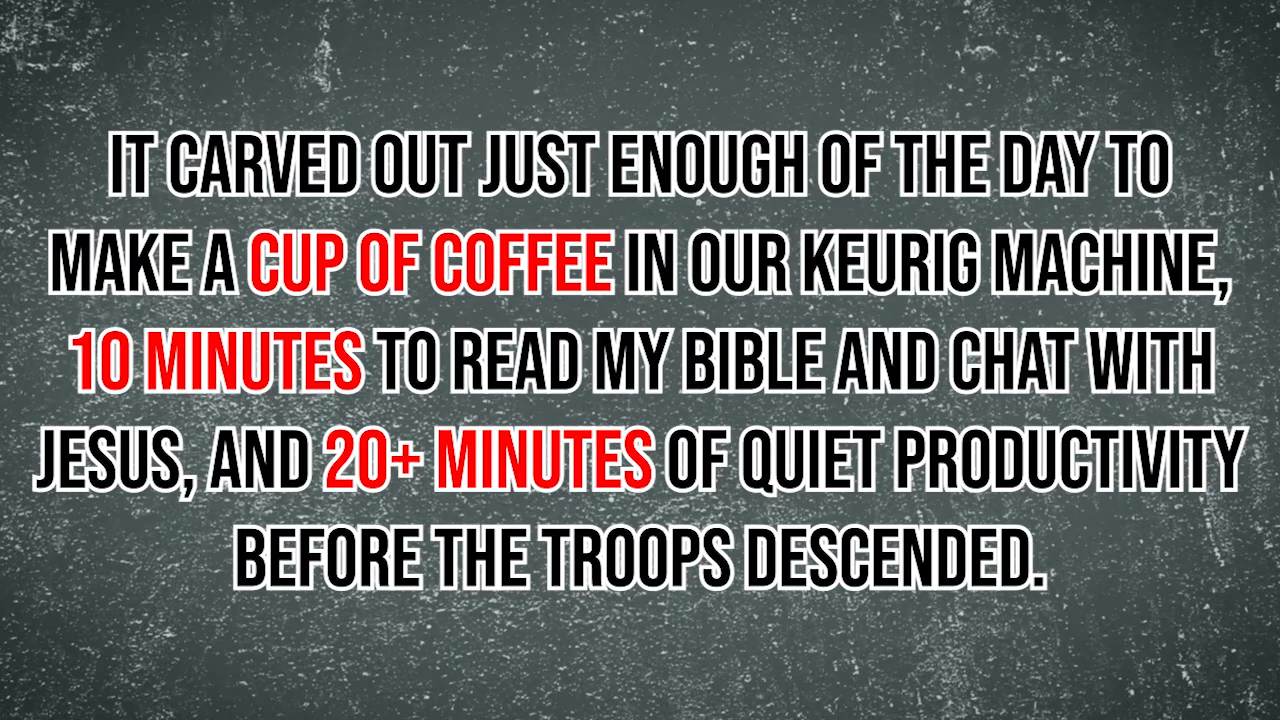 IT CARVED OUT JUST ENOUGH OF THE DAY TO
MAKE A CUP OF COFFEE IN OUR KEURIG MACHINE,
10 MINUTES TO READ MY BIBLE AND CHAT WITH
JESUS, AND 20+ MINUTES OF QUIET PRODUCTIVITY
BEFORE THE TROOPS DESCENDED.